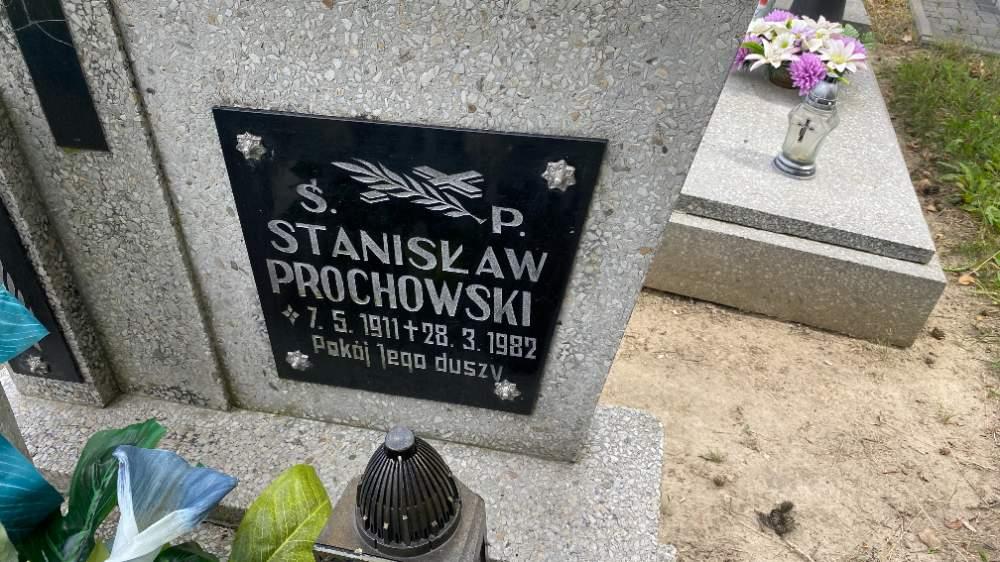 Ś. P.
STANISŁAW
PROCHOWSKI
7. 5. 1911 + 28. 3. 1982
Pokój Jego duszy